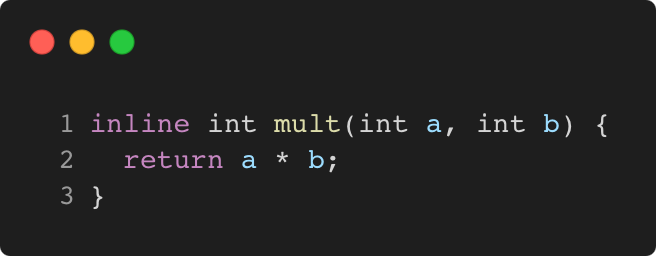 1 inline int mult(int a, int b) {
2   return a * b;
3 }